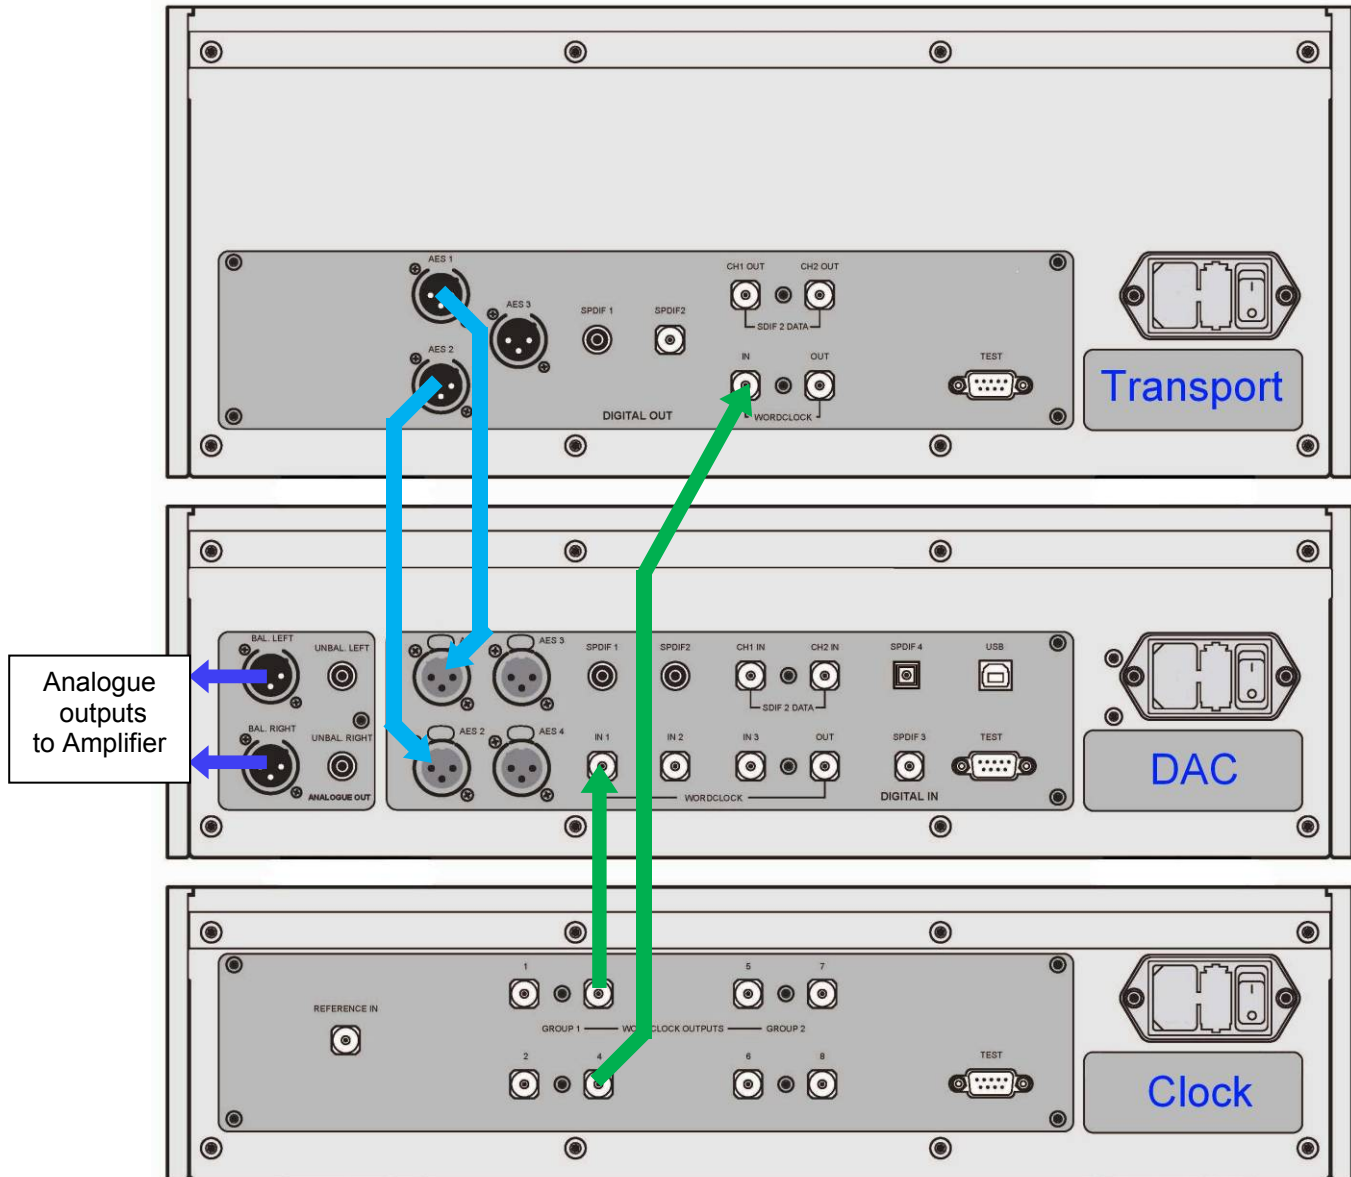 AES 1
AES 3
AES 2
SPDIF 1
SPDIF2
CH1 OUT
CH2 OUT
SDIF 2 DATA
IN
OUT
WORDCLOCK
DIGITAL OUT
TEST
Transport
Analogue
outputs
to Amplifier
BAL. LEFT
UNBAL. LEFT
BAL. RIGHT
UNBAL. RIGHT
ANALOGUE OUT
AES 3
AES 2
AES 4
SPDIF 1
SPDIF2
CH1 IN
CH2 IN
SDIF 2 DATA
SPDIF 4
USB
IN 1
IN 2
IN 3
OUT
WORDCLOCK
SPDIF 3
DIGITAL IN
TEST
DAC
REFERENCE IN
1
5
7
GROUP 1
OUTPUTS
GROUP 2
2
4
6
8
TEST
Clock